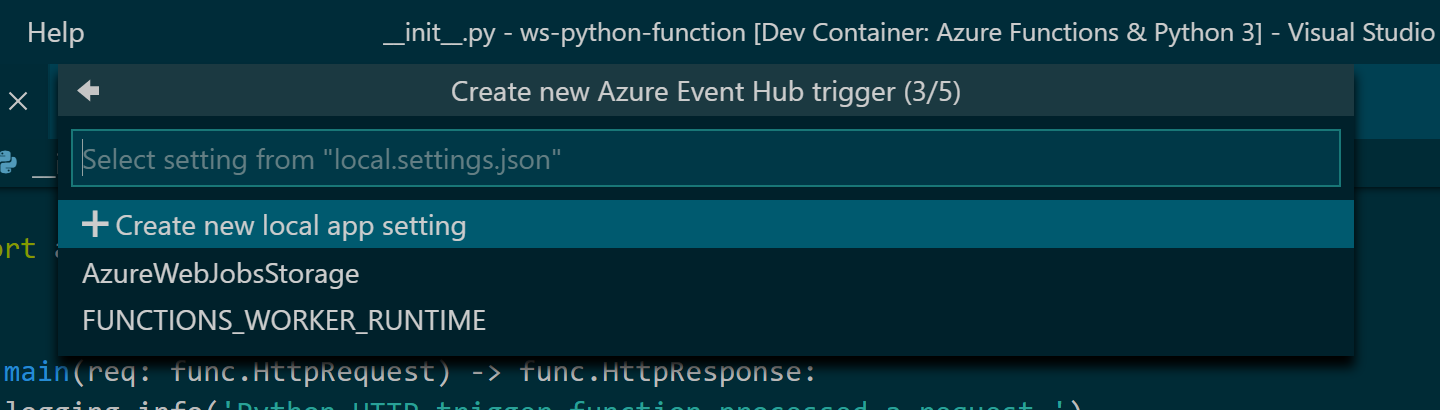 Help
__init__.py - ws-python-function [Dev Container: Azure Functions & Python 3] - Visual Studio
Create new Azure Event Hub trigger (3/5)
Select setting from "local.settings.json"
Create new local app setting
AzureWebJobsStorage
FUNCTIONS_WORKER_RUNTIME
main(req: func.HttpRequest) -> func.HttpResponse:
logging.info('Python HTTP trigger function processed a request.')